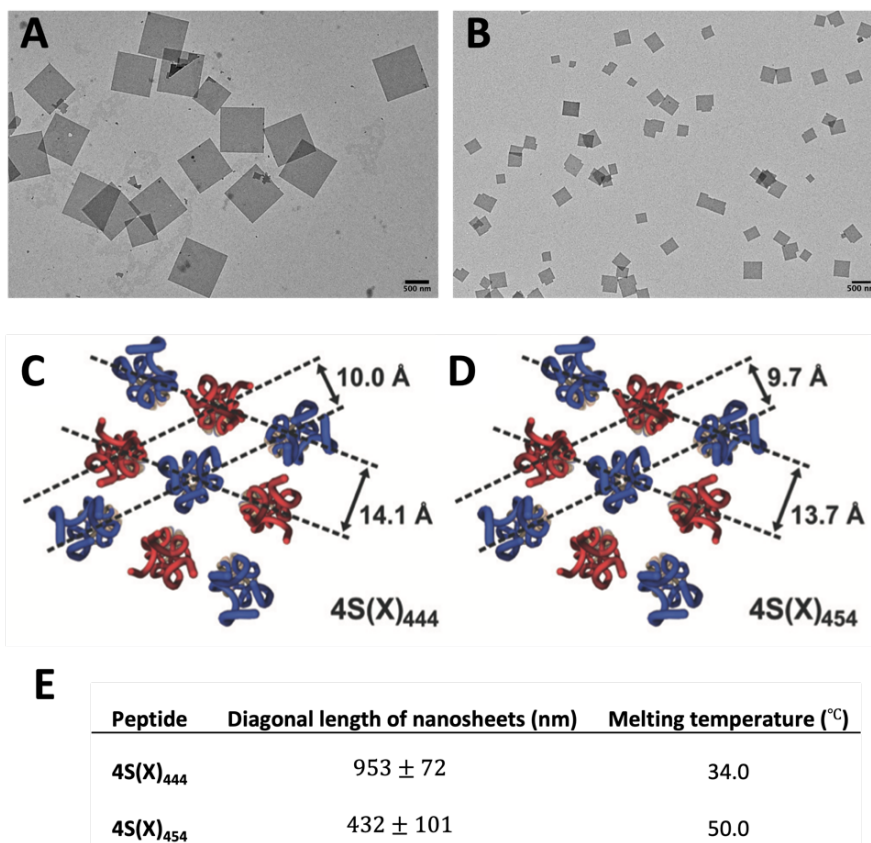 A
B
500 nm
500 nm
C
D
10.0 Å
9.7 Å
14.1 Å
13.7 Å
4S(X)444
4S(X)454
E
Peptide Diagonal length of nanosheets (nm) Melting temperature (℃)
4S(X)444 953 ± 72 34.0
4S(X)454 432 ± 101 50.0